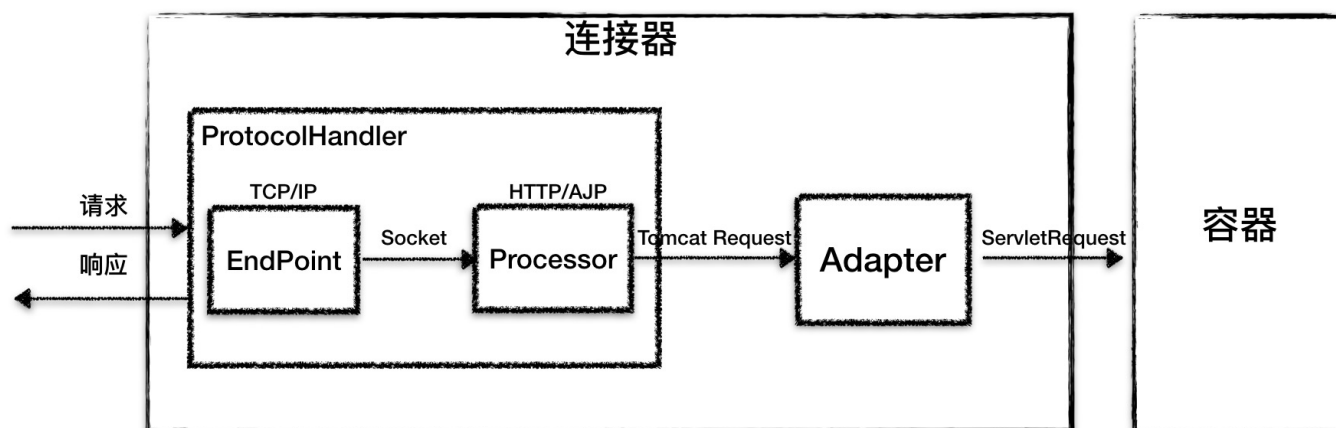 连接器
ProtocolHandler
请求
响应
TCP/IP
EndPoint
Socket
HTTP/AJP
Processor
Tomcat Request
Adapter
ServletRequest
容器